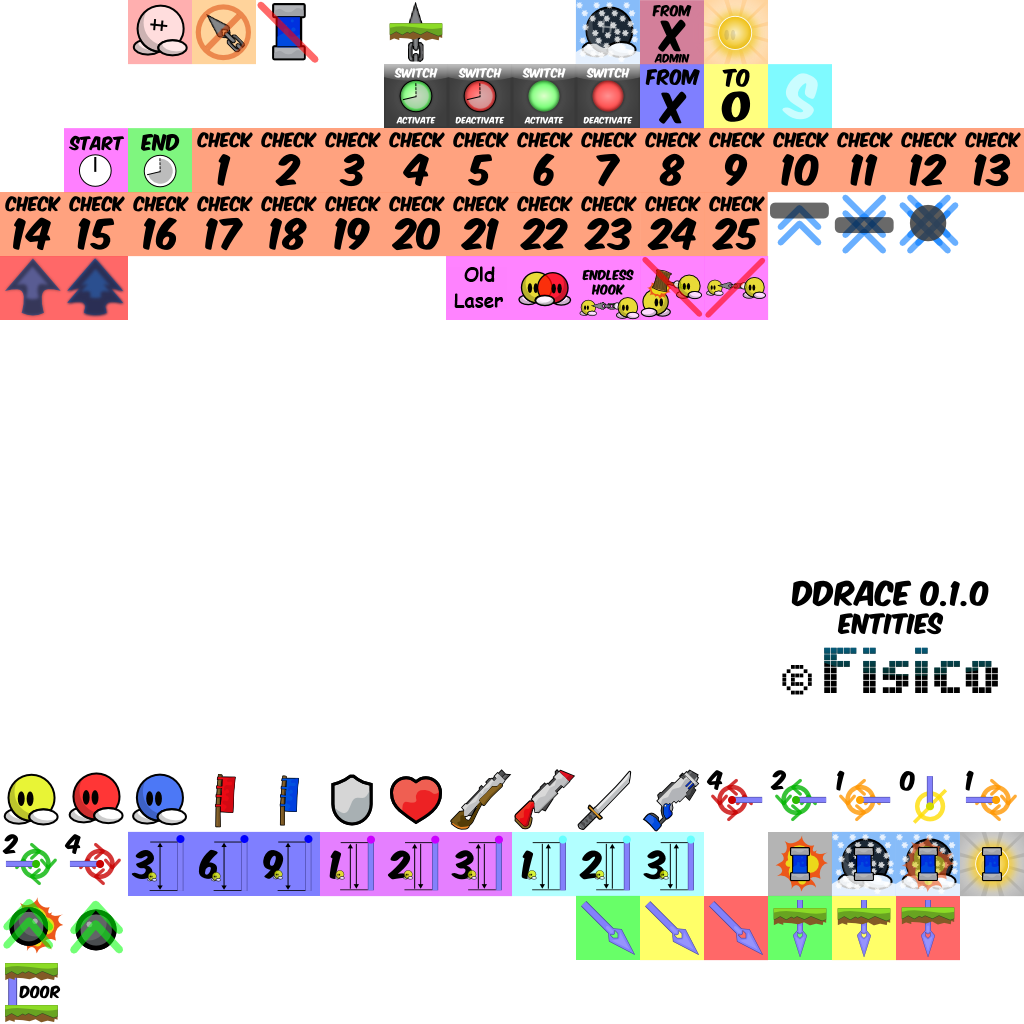 FROM
X
ADMIN
SWITCH SWITCH SWITCH SWITCH FROM TO S
ACTIVATE DEACTIVATE ACTIVATE DEACTIVATE X O
START END CHECK CHECK CHECK CHECK CHECK CHECK CHECK CHECK CHECK CHECK CHECK CHECK CHECK
1 2 3 4 5 6 7 8 9 10 11 12 13
CHECK CHECK CHECK CHECK CHECK CHECK CHECK CHECK CHECK CHECK CHECK CHECK
14 15 16 17 18 19 20 21 22 23 24 25
Old ENDLESS
Laser HOOK
DDRACE 0.1.0
ENTITIES
© Fisico
4 2 1 0 1
2 4 3 6 9 1 2 3 1 2 3
DOOR